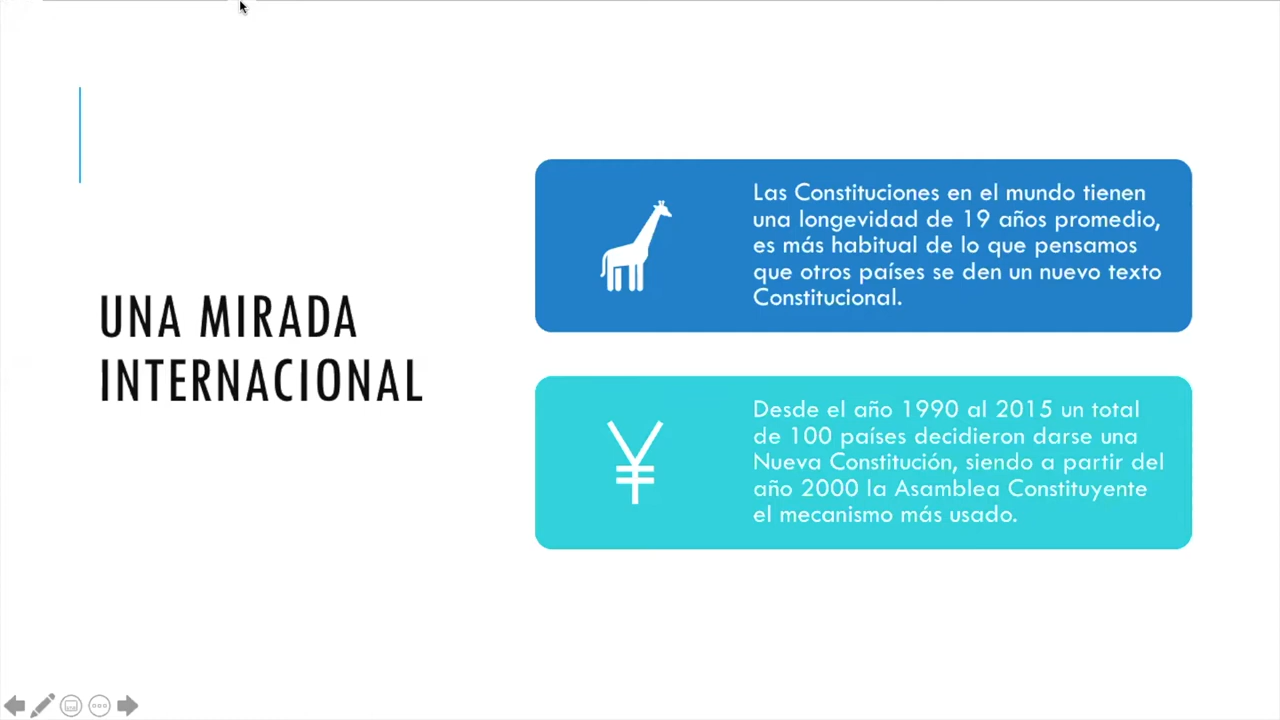 UNA MIRADA
INTERNACIONAL
Las Constituciones en el mundo tienen
una longevidad de 19 años promedio,
es más habitual de lo que pensamos
que otros países se den un nuevo texto
Constitucional.
¥
Desde el año 1990 al 2015 un total
de 100 países decidieron darse una
Nueva Constitución, siendo a partir del
año 2000 la Asamblea Constituyente
el mecanismo más usado.